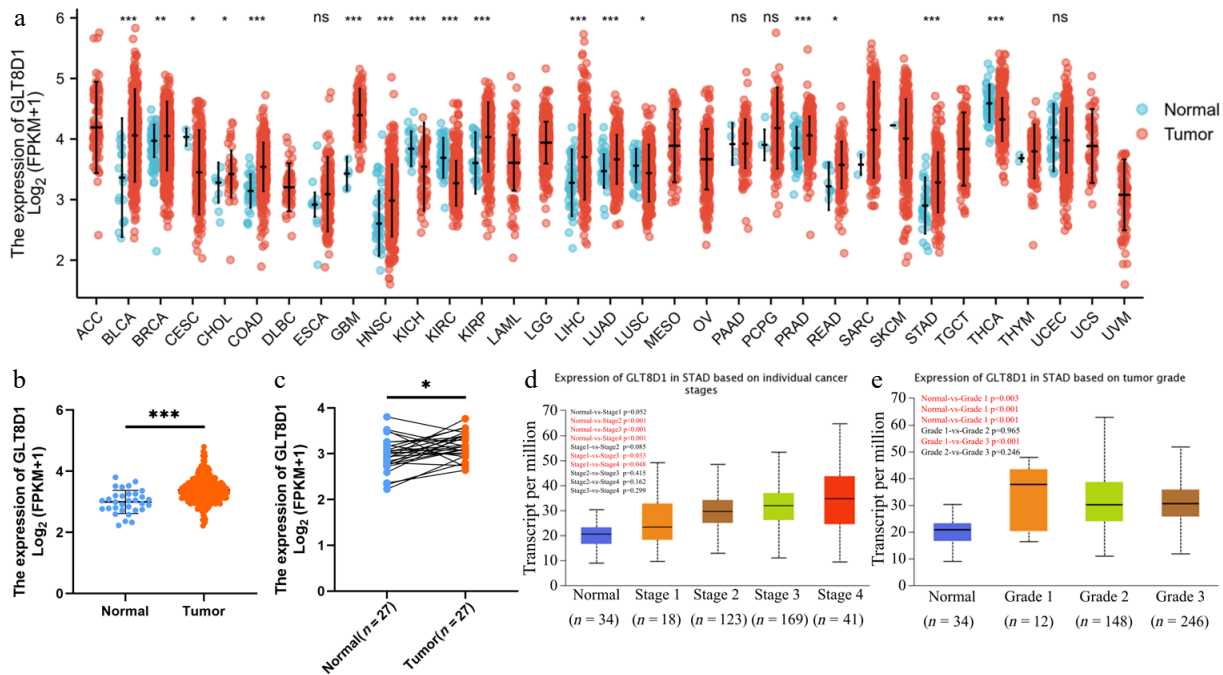 a
The expression of GLT8D1
Log₂ (FPKM+1)
6
5
4
3
2
*** ** * * *** ns *** *** *** *** *** *** *** * ns ns *** * *** *** ns
Normal
Tumor
ACC BLCA BRCA CESC CHOL COAD DLBC ESCA GBM HNSC KICH KIRC KIRP LAML LGG LIHC LUAD LUSC MESO OV PAAD PCPG PRAD READ SARC SKCM STAD TGCT THCA THYM UCEC UCS UVM
b
The expression of GLT8D1
Log₂ (FPKM+1)
6
4
2
0
***
Normal Tumor
c
The expression of GLT8D1
Log₂ (FPKM+1)
4
3
2
1
0
*
Normal(n = 27) Tumor(n = 27)
d
Expression of GLT8D1 in STAD based on individual cancer
stages
Transcript per million
70
60
50
40
30
20
10
0
Normal-vs-Stage1 p=0.052
Normal-vs-Stage2 p<0.001
Normal-vs-Stage3 p<0.001
Normal-vs-Stage4 p<0.001
Stage1-vs-Stage2 p=0.085
Stage1-vs-Stage3 p=0.033
Stage1-vs-Stage4 p=0.048
Stage2-vs-Stage3 p=0.415
Stage2-vs-Stage4 p=0.162
Stage3-vs-Stage4 p=0.299
Normal Stage 1 Stage 2 Stage 3 Stage 4
(n = 34) (n = 18) (n = 123) (n = 169) (n = 41)
e
Expression of GLT8D1 in STAD based on tumor grade
Transcript per million
70
60
50
40
30
20
10
0
Normal-vs-Grade 1 p=0.003
Normal-vs-Grade 1 p<0.001
Normal-vs-Grade 1 p<0.001
Grade 1-vs-Grade 2 p=0.965
Grade 1-vs-Grade 3 p<0.001
Grade 2-vs-Grade 3 p=0.246
Normal Grade 1 Grade 2 Grade 3
(n = 34) (n = 12) (n = 148) (n = 246)